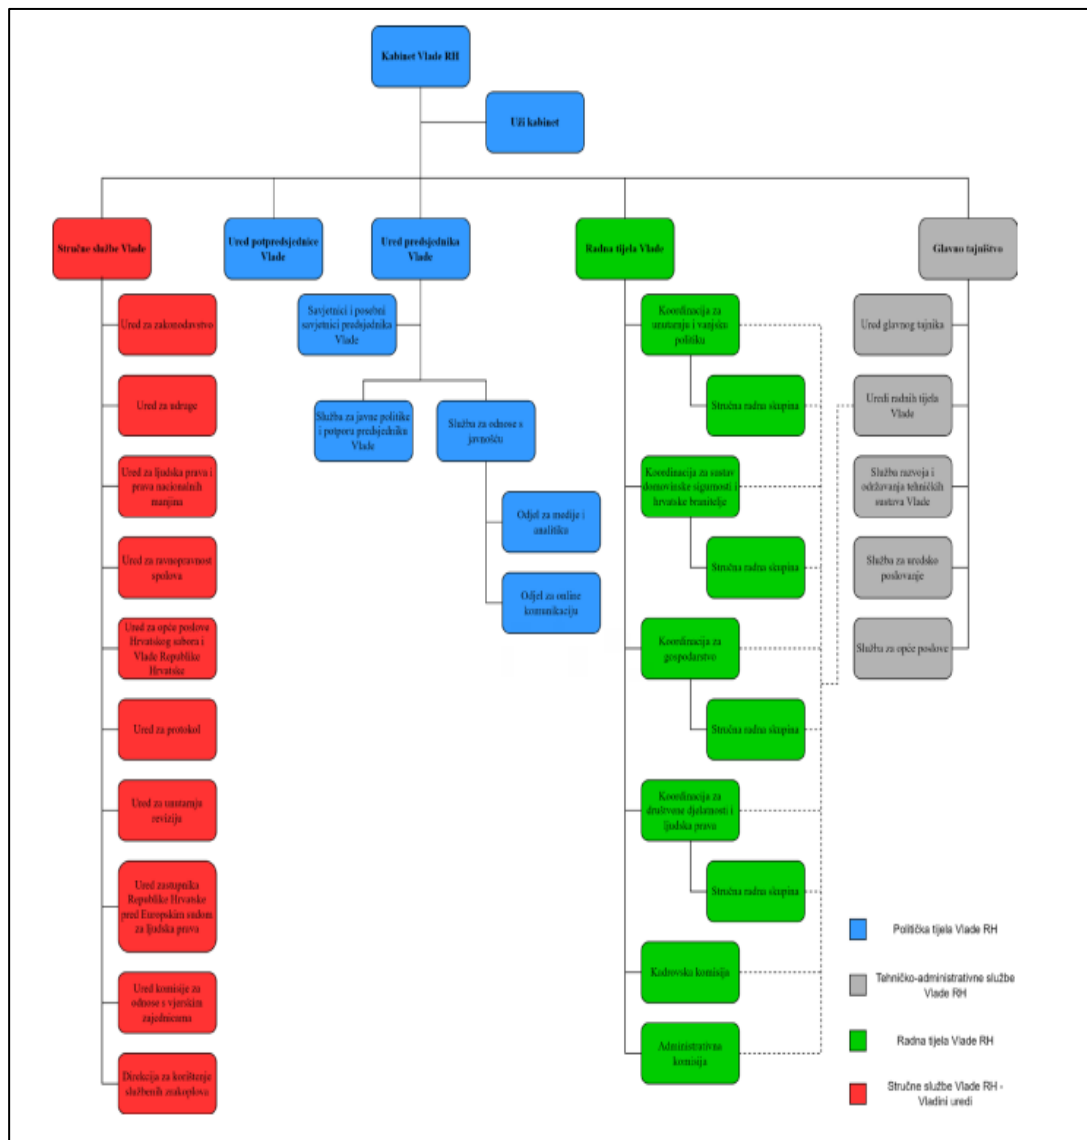 Kabinet Vlade RH
Uži kabinet
Stručne službe Vlade
Ured potpredsjednice
Vlade
Ured predsjednika
Vlade
Radna tijela Vlade
Glavno tajništvo
Ured za zakonodavstvo
Ured za udruge
Ured za ljudska prava i
prava nacionalnih
manjina
Ured za ravnopravnost
spolova
Ured za opće poslove
Hrvatskog sabora i
Vlade Republike
Hrvatske
Ured za protokol
Ured za unutarnju
reviziju
Ured zastupnika
Republike Hrvatske
pred Europskim sudom
za ljudska prava
Ured komisije za
odnose s vjerskim
zajednicama
Direkcija za korištenje
službenih zrakoplova
Savjetnici i posebni
savjetnici predsjednika
Vlade
Služba za javne politike
i potporu predsjedniku
Vlade
Služba za odnose s
javnošću
Odjel za medije i
analitiku
Odjel za online
komunikaciju
Koordinacija za
unutarnju i vanjsku
politiku
Stručna radna skupina
Koordinacija za sustav
domovinske sigurnosti i
hrvatske branitelje
Stručna radna skupina
Koordinacija za
gospodarstvo
Stručna radna skupina
Koordinacija za
društvene djelatnosti i
ljudska prava
Stručna radna skupina
Kadrovska komisija
Administrativna
komisija
Ured glavnog tajnika
Uredi radnih tijela
Vlade
Služba razvoja i
održavanja tehničkih
sustava Vlade
Služba za uredsko
poslovanje
Služba za opće poslove
Politička tijela Vlade RH
Tehničko-administrativne službe
Vlade RH
Radna tijela Vlade RH
Stručne službe Vlade RH -
Vladini uredi